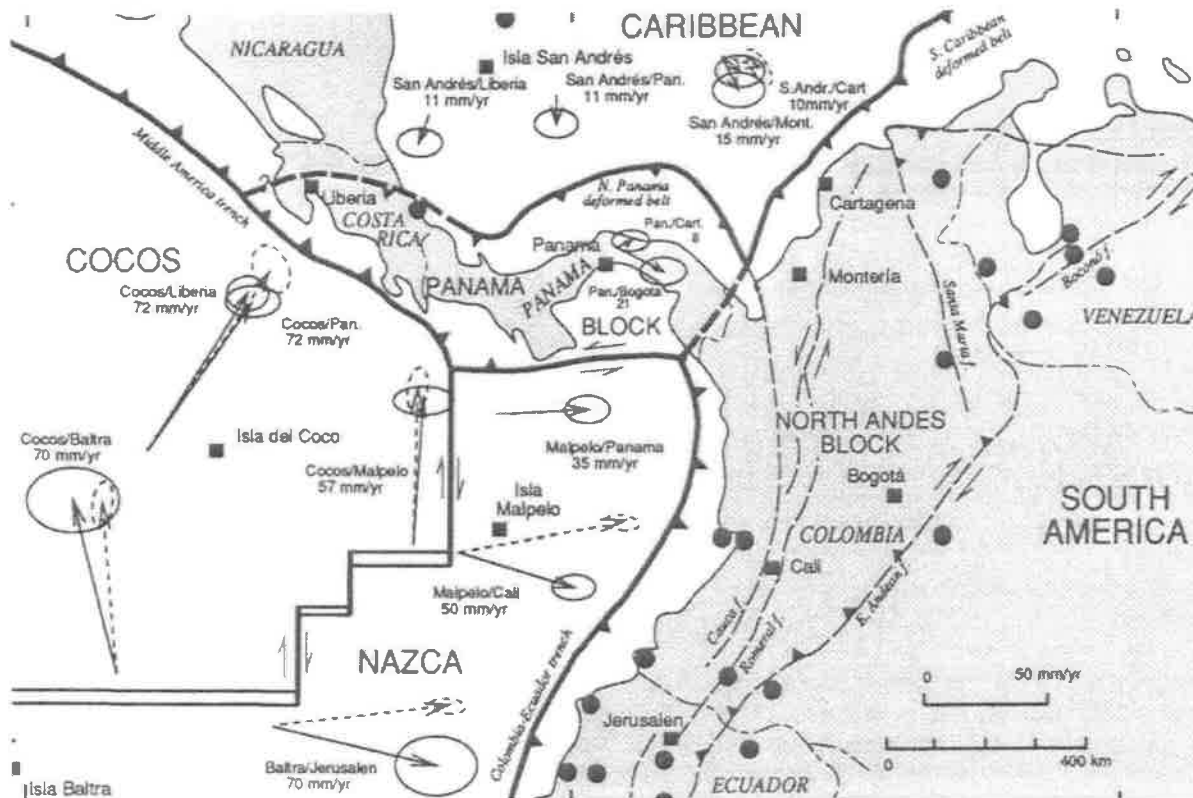 CARIBBEAN
NICARAGUA
Isla San Andrés
S. Caribbean
deformed belt
San Andrés/Liberia
11 mm/yr
San Andrés/Pan.
11 mm/yr
S.Andr./Cart
10mm/yr
San Andrés/Mont.
15 mm/yr
Middle America trench
?
Liberia
COSTA
RICA
N. Panama
deformed belt
Cartagena
Pan./Cart.
8
Panama
COCOS
Cocos/Liberia
72 mm/yr
Cocos/Pan.
72 mm/yr
PANAMA
BLOCK
PANAMA
Pan./Bogota
21
Montería
Santa Marta f.
Boconó f.
VENEZUELA
Cocos/Baltra
70 mm/yr
Isla del Coco
Cocos/Malpelo
57 mm/yr
Malpelo/Panama
35 mm/yr
Isla
Malpelo
NORTH ANDES
BLOCK
Bogotá
COLOMBIA
SOUTH
AMERICA
Malpelo/Cali
50 mm/yr
Cali
Cauca f.
Romeral f.
E. Andean f.
NAZCA
Colombia-Ecuador trench
0 50 mm/yr
Jerusalen
Baltra/Jerusalen
70 mm/yr
0 400 km
Isla Baltra
ECUADOR